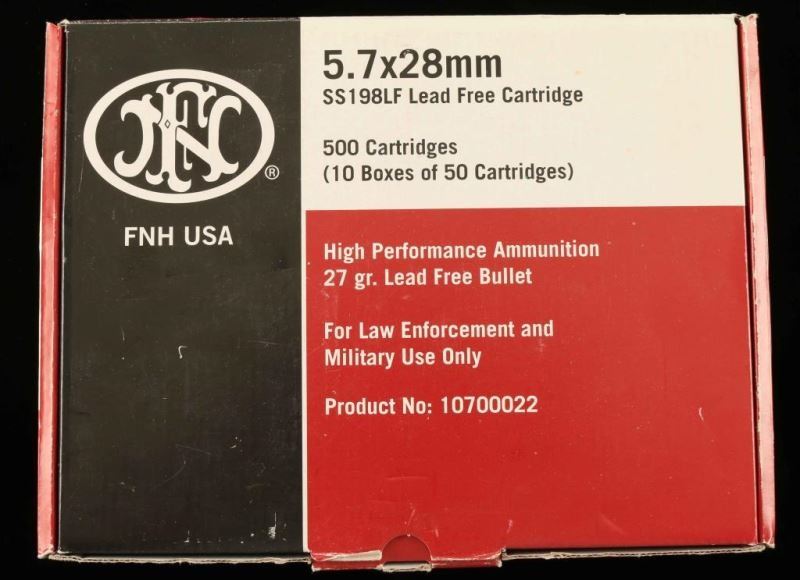 5.7x28mm
SS198LF Lead Free Cartridge
500 Cartridges
(10 Boxes of 50 Cartridges)
FN
®
FNH USA
High Performance Ammunition
27 gr. Lead Free Bullet
For Law Enforcement and
Military Use Only
Product No: 10700022